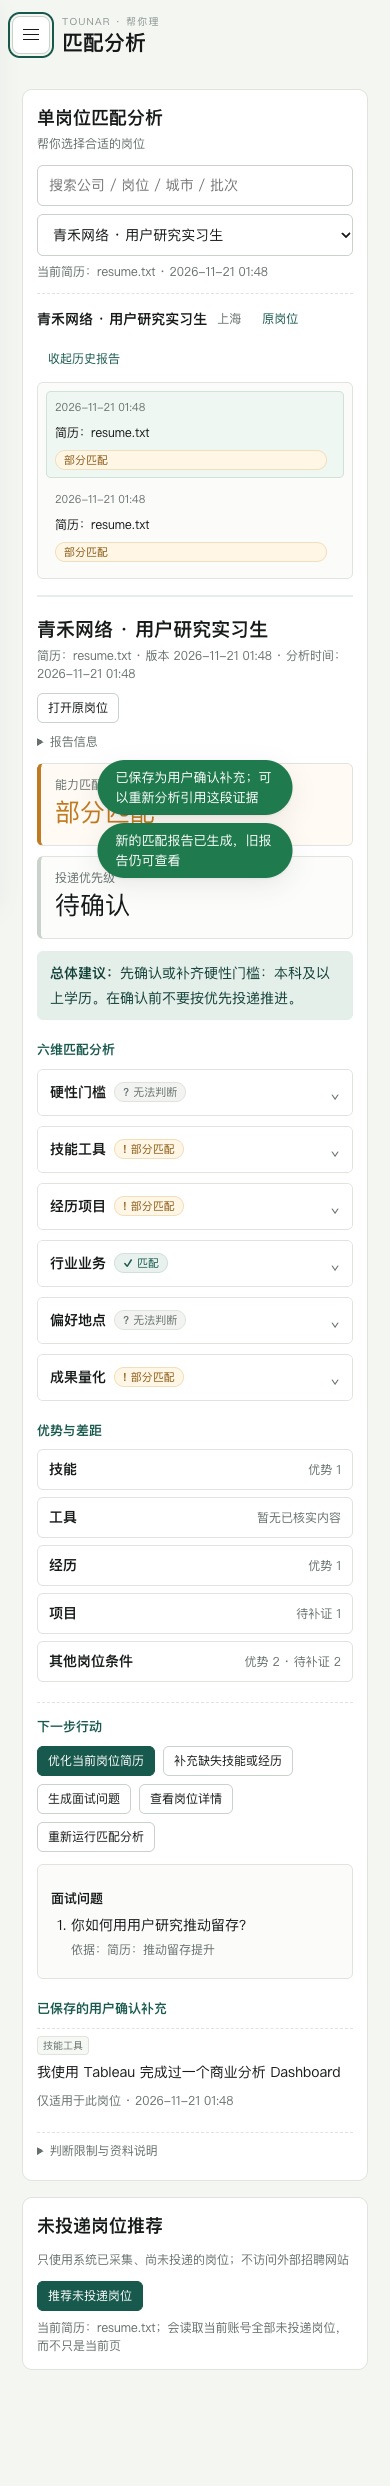 TOUNAR · 帮你理
匹配分析
单岗位匹配分析
帮你选择合适的岗位
搜索公司 / 岗位 / 城市 / 批次
青禾网络 · 用户研究实习生
当前简历：resume.txt · 2026-11-21 01:48
青禾网络 · 用户研究实习生 上海 原岗位
收起历史报告
2026-11-21 01:48
简历：resume.txt
部分匹配
2026-11-21 01:48
简历：resume.txt
部分匹配
青禾网络 · 用户研究实习生
简历：resume.txt · 版本 2026-11-21 01:48 · 分析时间：
2026-11-21 01:48
打开原岗位
▶ 报告信息
能力匹配
部分匹配
已保存为用户确认补充；可
以重新分析引用这段证据
新的匹配报告已生成，旧报
告仍可查看
投递优先级
待确认
总体建议：先确认或补齐硬性门槛：本科及以
上学历。在确认前不要按优先投递推进。
六维匹配分析
硬性门槛 ? 无法判断
技能工具 ! 部分匹配
经历项目 ! 部分匹配
行业业务 ✓ 匹配
偏好地点 ? 无法判断
成果量化 ! 部分匹配
优势与差距
技能 优势 1
工具 暂无已核实内容
经历 优势 1
项目 待补证 1
其他岗位条件 优势 2 · 待补证 2
下一步行动
优化当前岗位简历 补充缺失技能或经历
生成面试问题 查看岗位详情
重新运行匹配分析
面试问题
1. 你如何用用户研究推动留存？
依据：简历：推动留存提升
已保存的用户确认补充
技能工具
我使用 Tableau 完成过一个商业分析 Dashboard
仅适用于此岗位 · 2026-11-21 01:48
▶ 判断限制与资料说明
未投递岗位推荐
只使用系统已采集、尚未投递的岗位；不访问外部招聘网站
推荐未投递岗位
当前简历：resume.txt；会读取当前账号全部未投递岗位，
而不只是当前页